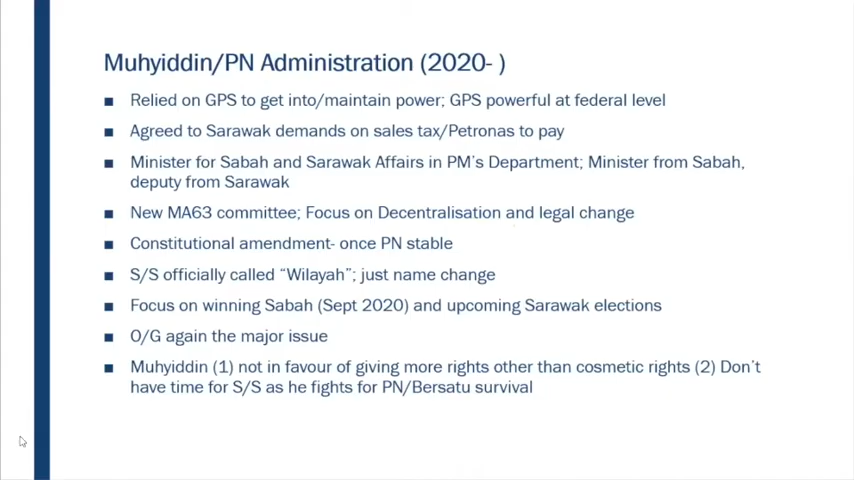 Muhyiddin/PN Administration (2020- )
■ Relied on GPS to get into/maintain power; GPS powerful at federal level
■ Agreed to Sarawak demands on sales tax/Petronas to pay
■ Minister for Sabah and Sarawak Affairs in PM's Department; Minister from Sabah,
deputy from Sarawak
■ New MA63 committee; Focus on Decentralisation and legal change
■ Constitutional amendment- once PN stable
■ S/S officially called “Wilayah”; just name change
■ Focus on winning Sabah (Sept 2020) and upcoming Sarawak elections
■ O/G again the major issue
■ Muhyiddin (1) not in favour of giving more rights other than cosmetic rights (2) Don't
have time for S/S as he fights for PN/Bersatu survival